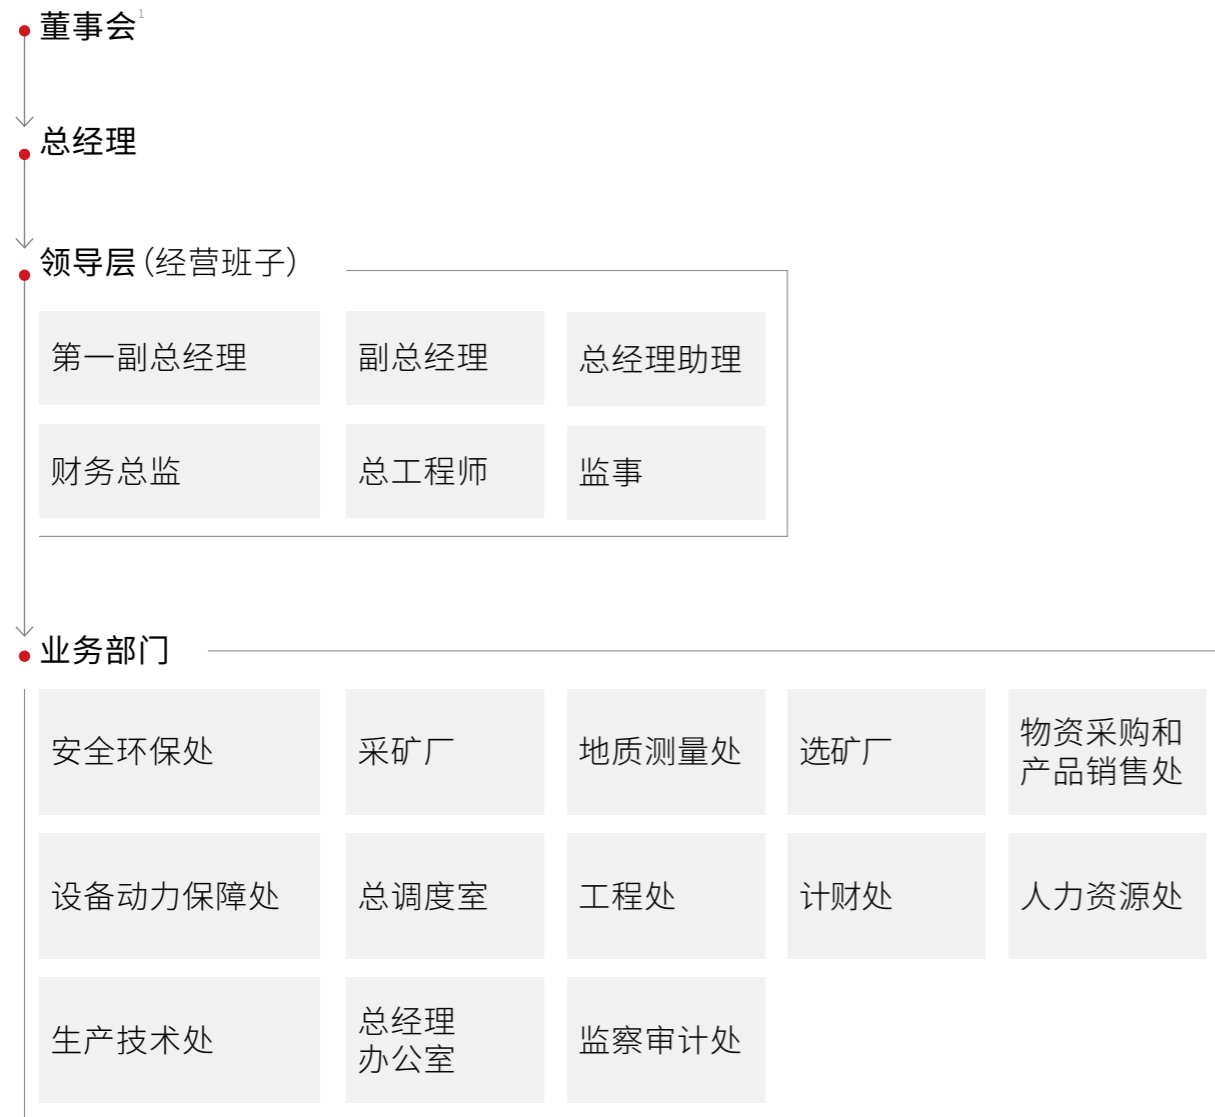 董事会1
总经理
领导层（经营班子）
第一副总经理
副总经理
总经理助理
财务总监
总工程师
监事
业务部门
安全环保处
采矿厂
地质测量处
选矿厂
物资采购和
产品销售处
设备动力保障处
总调度室
工程处
计财处
人力资源处
生产技术处
总经理
办公室
监察审计处